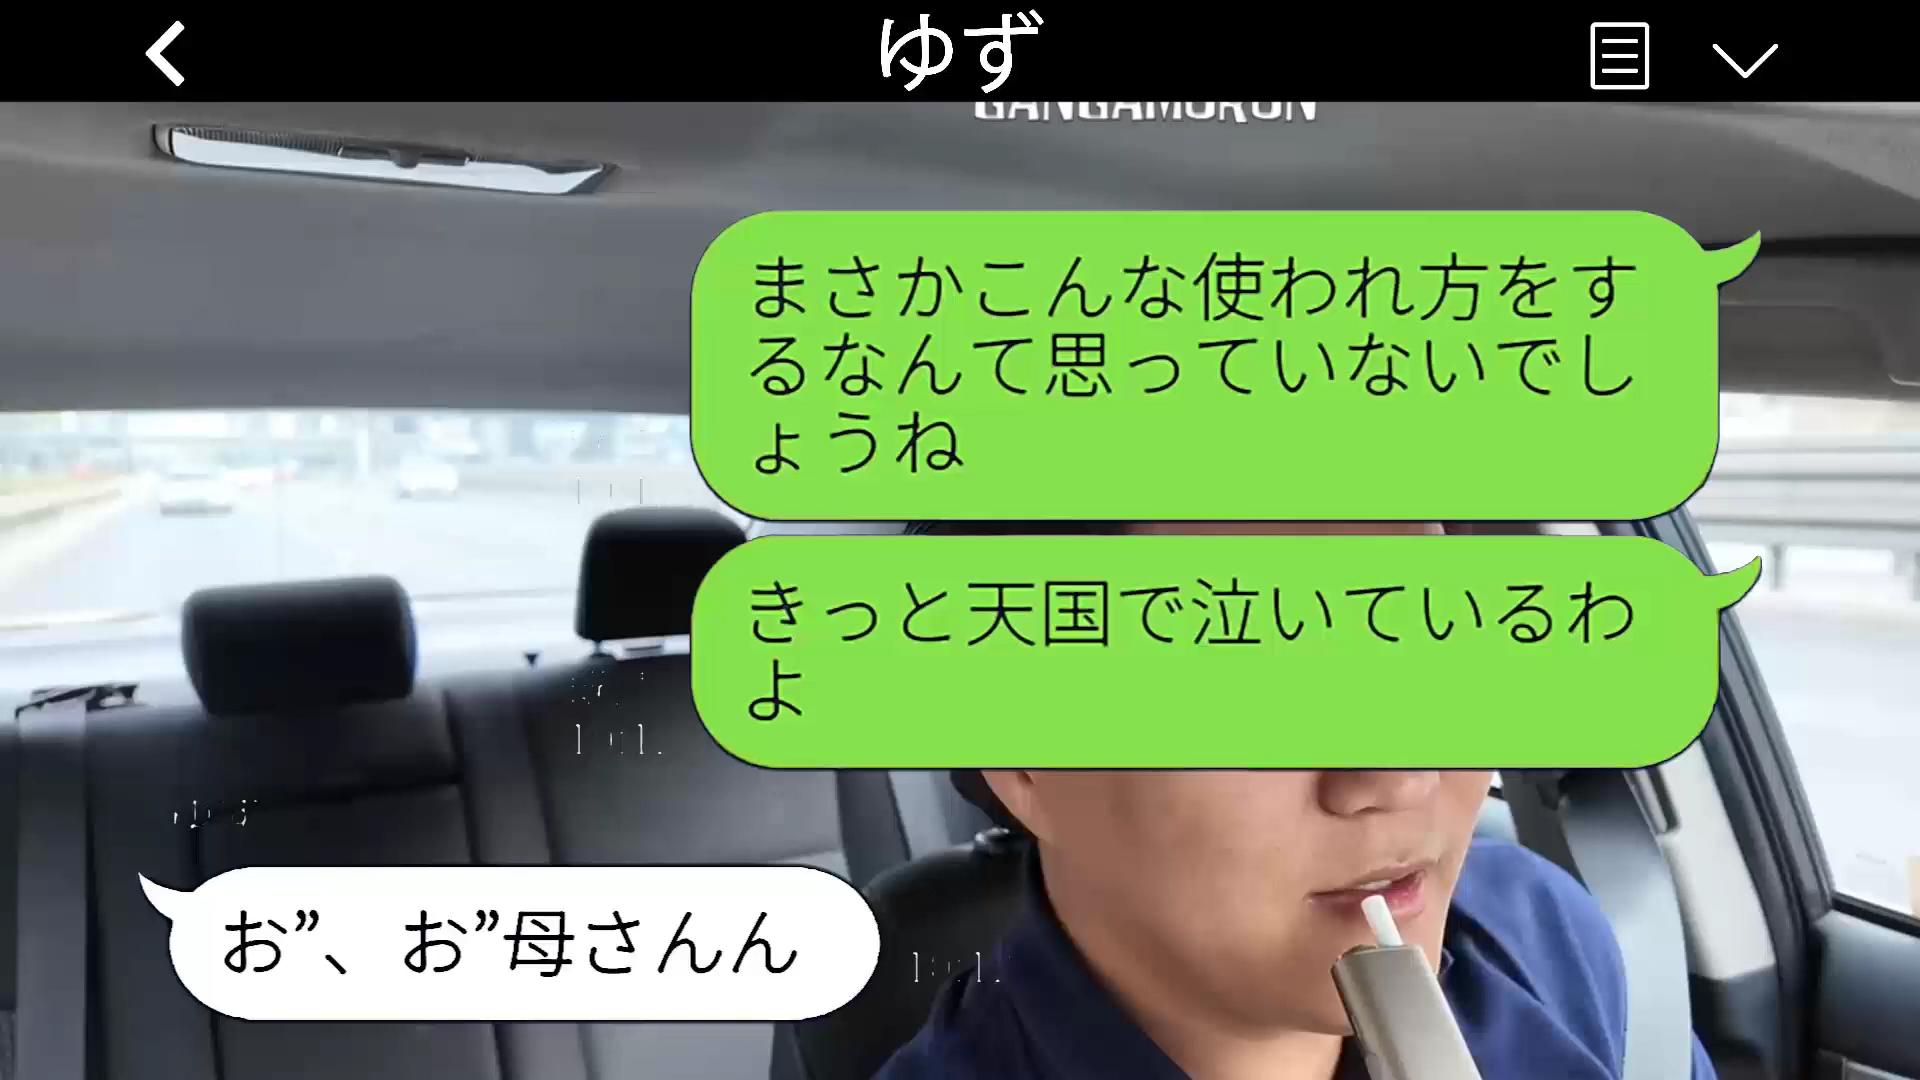 ゆず
まさかこんな使われ方をす
るなんて思っていないでし
ょうね
きっと天国で泣いているわ
よ
お”、お”母さんん